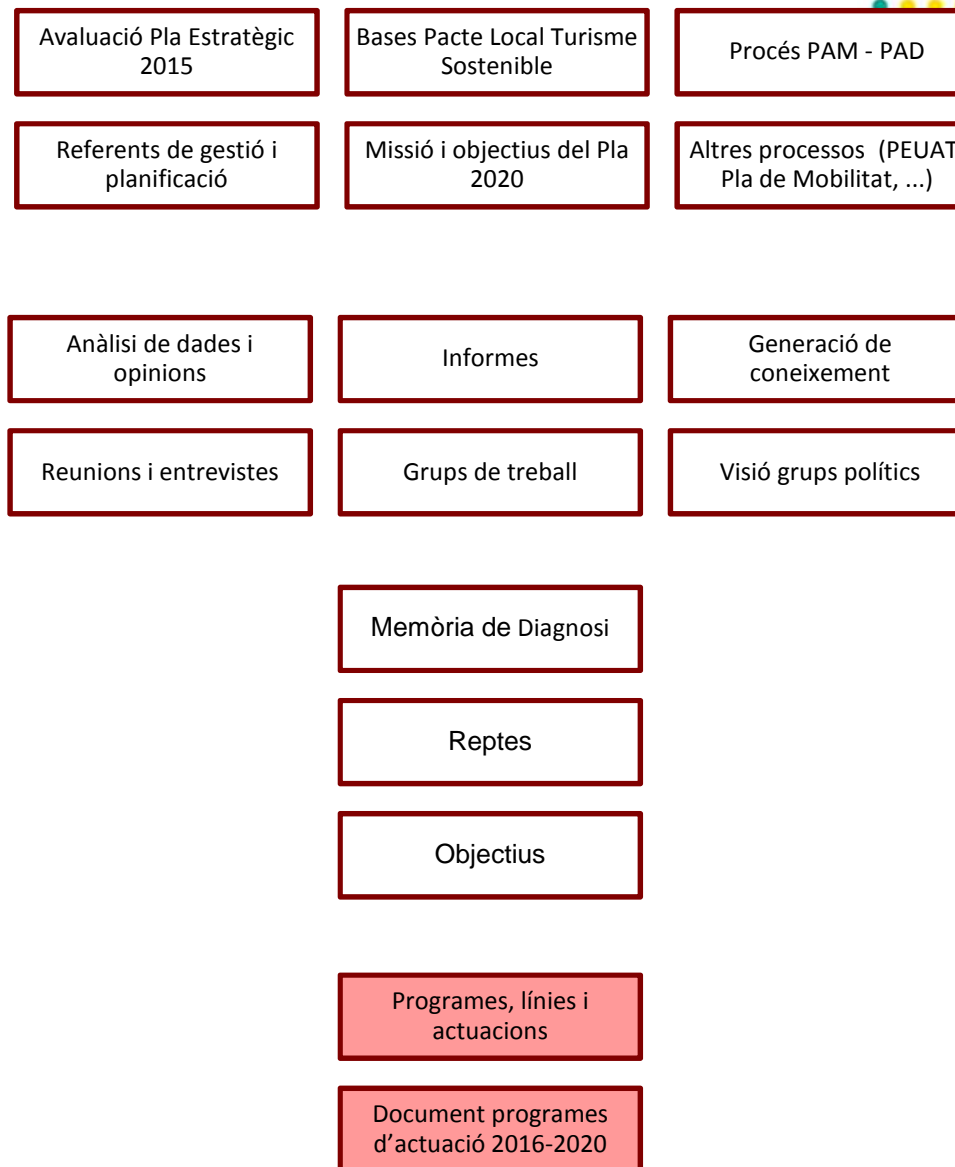 Avaluació Pla Estratègic
2015
Bases Pacte Local Turisme
Sostenible
Procés PAM - PAD
Referents de gestió i
planificació
Missió i objectius del Pla
2020
Altres processos (PEUAT
Pla de Mobilitat, ...)
Anàlisi de dades i
opinions
Informes
Generació de
coneixement
Reunions i entrevistes
Grups de treball
Visió grups polítics
Memòria de Diagnosi
Reptes
Objectius
Programes, línies i
actuacions
Document programes
d'actuació 2016-2020